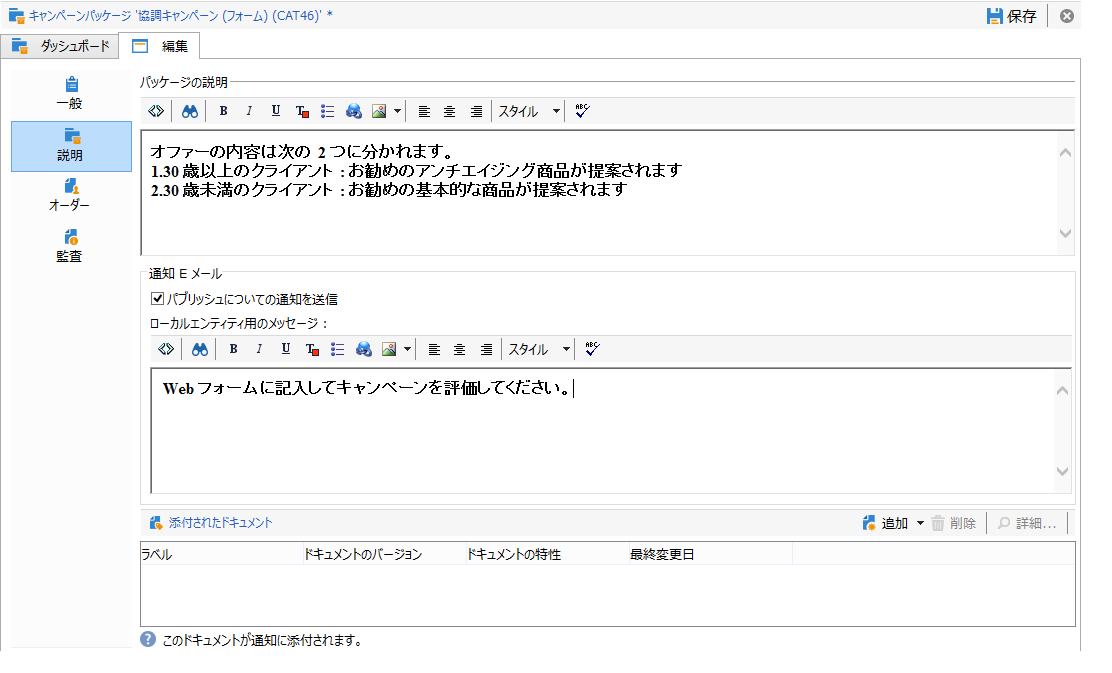 キャンペーンパッケージ '協調キャンペーン (フォーム) (CAT46)' *
保存
ダッシュボード
編集
一般
説明
オーダー
監査
パッケージの説明
B I U T スタイル ABC
オファーの内容は次の 2 つに分かれます。
1.30 歳以上のクライアント : お勧めのアンチエイジング商品が提案されます
2.30 歳未満のクライアント : お勧めの基本的な商品が提案されます
通知 E メール
パブリッシュについての通知を送信
ローカルエンティティ用のメッセージ :
B I U T スタイル ABC
Web フォームに記入してキャンペーンを評価してください。
添付されたドキュメント
追加 削除 詳細...
ラベル ドキュメントのバージョン ドキュメントの特性 最終変更日
? このドキュメントが通知に添付されます。